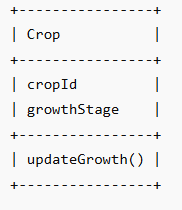 +----------------+
| Crop           |
+----------------+
| cropId         |
| growthStage    |
+----------------+
| updateGrowth() |
+----------------+